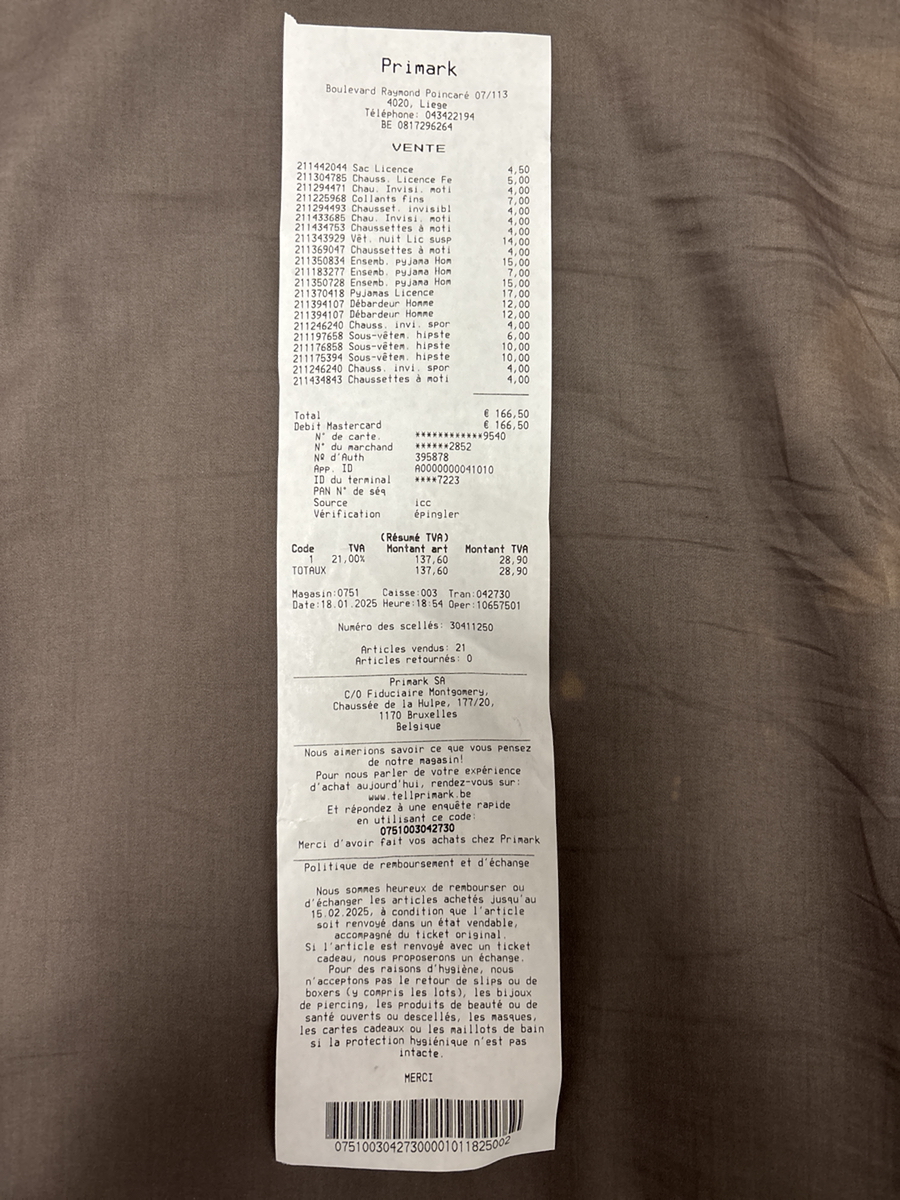 Primark
Boulevard Raymond Poincaré 07/113
4020, Liege
Téléphone: 043422194
BE 0817296264
VENTE
211442044 Sac Licence 4,50
211304785 Chauss. Licence Fe 5,00
211294471 Chau. Invisi. moti 4,00
211225968 Collants fins 7,00
211294493 Chausset. invisibl 4,00
211433685 Chau. Invisi. moti 4,00
211434753 Chaussettes à moti 4,00
211343929 Vêt. nuit Lic susp 14,00
211369047 Chaussettes à moti 4,00
211350834 Ensemb. pyjama Hom 15,00
211183277 Ensemb. pyjama Hom 7,00
211350728 Ensemb. pyjama Hom 15,00
211370418 Pyjamas Licence 17,00
211394107 Débardeur Homme 12,00
211394107 Débardeur Homme 12,00
211246240 Chauss. invi. spor 4,00
211197658 Sous-vêtem. hipste 6,00
211176858 Sous-vêtem. hipste 10,00
211175394 Sous-vêtem. hipste 10,00
211246240 Chauss. invi. spor 4,00
211434843 Chaussettes à moti 4,00
Total € 166,50
Debit Mastercard € 166,50
N° de carte. ************9540
N° du marchand ******2852
Nº d'Auth 395878
App. ID A0000000041010
ID du terminal ****7223
PAN N° de séq
Source icc
Vérification épingler
(Résumé TVA)
Code TVA Montant art Montant TVA
1 21,00% 137,60 28,90
TOTAUX 137,60 28,90
Magasin:0751 Caisse:003 Tran:042730
Date:18.01.2025 Heure:18:54 Oper:10657501
Numéro des scellés: 30411250
Articles vendus: 21
Articles retournés: 0
Primark SA
C/O Fiduciaire Montgomery,
Chaussée de la Hulpe, 177/20,
1170 Bruxelles
Belgique
Nous aimerions savoir ce que vous pensez
de notre magasin!
Pour nous parler de votre expérience
d'achat aujourd'hui, rendez-vous sur:
www.tellprimark.be
Et répondez à une enquête rapide
en utilisant ce code:
0751003042730
Merci d'avoir fait vos achats chez Primark
Politique de remboursement et d'échange
Nous sommes heureux de rembourser ou
d'échanger les articles achetés jusqu'au
15.02.2025, à condition que l'article
soit renvoyé dans un état vendable,
accompagné du ticket original.
Si l'article est renvoyé avec un ticket
cadeau, nous proposerons un échange.
Pour des raisons d'hygiène, nous
n'acceptons pas le retour de slips ou de
boxers (y compris les lots), les bijoux
de piercing, les produits de beauté ou de
santé ouverts ou descellés, les masques,
les cartes cadeaux ou les maillots de bain
si la protection hygiénique n'est pas
intacte.
MERCI
07510030427300001011825002